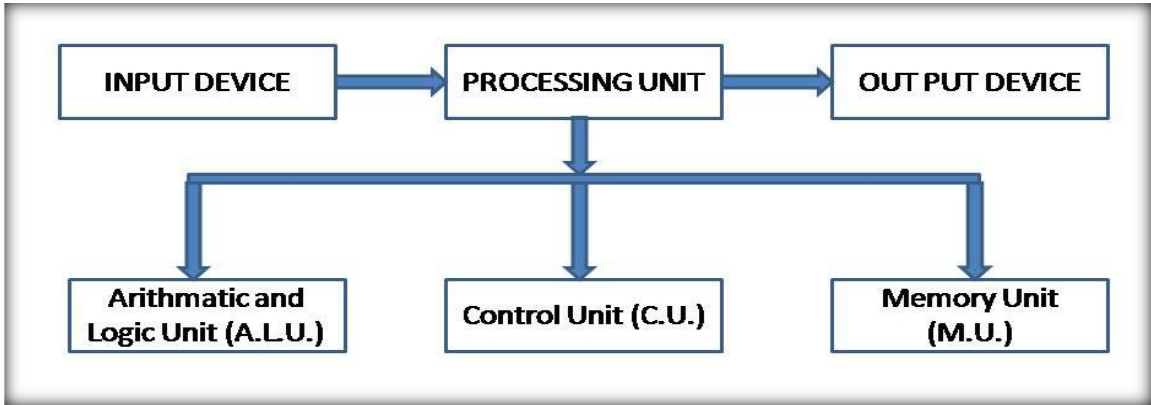 INPUT DEVICE
PROCESSING UNIT
OUT PUT DEVICE
Arithmatic and
Logic Unit (A.L.U.)
Control Unit (C.U.)
Memory Unit
(M.U.)